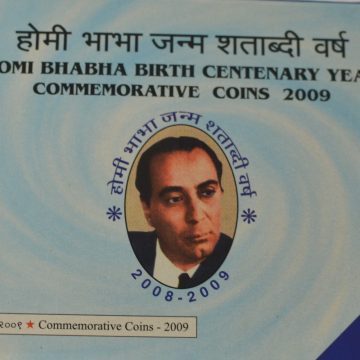 होमी भाभा जन्म शताब्दी वर्ष
OMI BHABHA BIRTH CENTENARY YEA
COMMEMORATIVE COINS 2009
होमी भाभा जन्म शताब्दी वर्ष
2008-2009
२००९ ★ Commemorative Coins - 2009